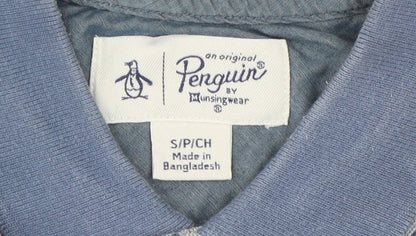 an original
Penguin®
BY
Munsingwear
®
S/P/CH
Made in
Bangladesh